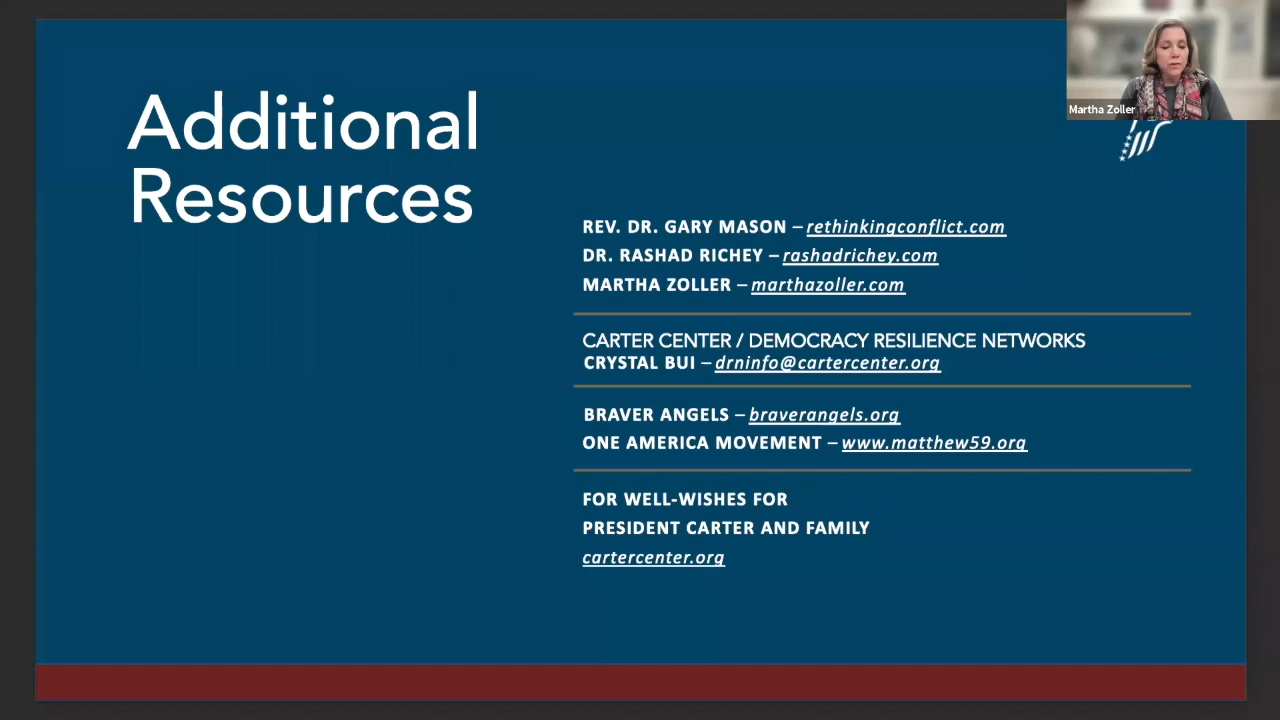 Additional
Resources
Martha Zoller
REV. DR. GARY MASON – rethinkingconflict.com
DR. RASHAD RICHEY – rashadrichey.com
MARTHA ZOLLER – marthazoller.com
CARTER CENTER / DEMOCRACY RESILIENCE NETWORKS
CRYSTAL BUI – drninfo@cartercenter.org
BRAVER ANGELS – braverangels.org
ONE AMERICA MOVEMENT – www.matthew59.org
FOR WELL-WISHES FOR
PRESIDENT CARTER AND FAMILY
cartercenter.org